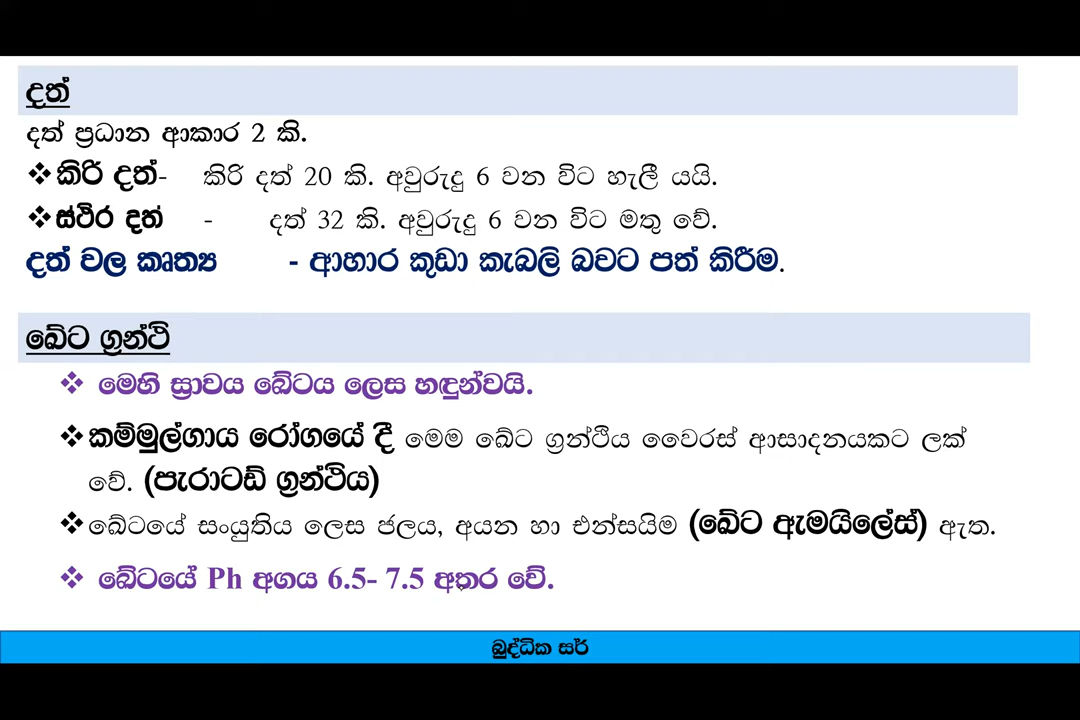 දත්
දත් ප්‍රධාන ආකාර 2 කි.
❖කිරි දත්- කිරි දත් 20 කි. අවුරුදු 6 වන විට හැලී යයි.
❖ස්ථිර දත් - දත් 32 කි. අවුරුදු 6 වන විට මතු වේ.
දත් වල කෘත්‍ය - ආහාර කුඩා කැබලි බවට පත් කිරීම.
ඛේට ග්‍රන්ථි
❖ මෙහි ස්‍රාවය ඛේටය ලෙස හඳුන්වයි.
❖කම්මුල්ගාය රෝගයේ දී මෙම ඛේට ග්‍රන්ථිය වෛරස් ආසාදනයකට ලක්
වේ. (පැරාටඩ් ග්‍රන්ථිය)
❖ඛේටයේ සංයුතිය ලෙස ජලය, අයන හා එන්සයිම (ඛේට ඇමයිලේස්) ඇත.
❖ ඛේටයේ Ph අගය 6.5- 7.5 අතර වේ.
බුද්ධික සර්